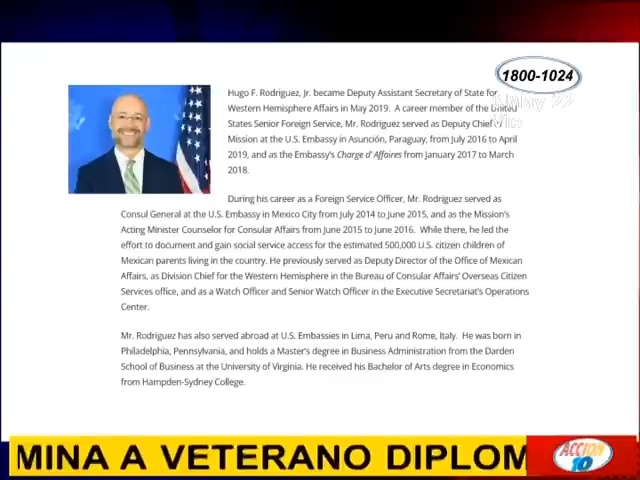 1800-1024
Hugo F. Rodriguez, Jr. became Deputy Assistant Secretary of State for
Western Hemisphere Affairs in May 2019. A career member of the United
States Senior Foreign Service, Mr. Rodriguez served as Deputy Chief of
Mission at the U.S. Embassy in Asunción, Paraguay, from July 2016 to April
2019, and as the Embassy's Charge d' Affaires from January 2017 to March
2018.
During his career as a Foreign Service Officer, Mr. Rodriguez served as
Consul General at the U.S. Embassy in Mexico City from July 2014 to June 2015, and as the Mission's
Acting Minister Counselor for Consular Affairs from June 2015 to June 2016. While there, he led the
effort to document and gain social service access for the estimated 500,000 U.S. citizen children of
Mexican parents living in the country. He previously served as Deputy Director of the Office of Mexican
Affairs, as Division Chief for the Western Hemisphere in the Bureau of Consular Affairs' Overseas Citizen
Services office, and as a Watch Officer and Senior Watch Officer in the Executive Secretariat's Operations
Center.
Mr. Rodriguez has also served abroad at U.S. Embassies in Lima, Peru and Rome, Italy. He was born in
Philadelphia, Pennsylvania, and holds a Master's degree in Business Administration from the Darden
School of Business at the University of Virginia. He received his Bachelor of Arts degree in Economics
from Hampden-Sydney College.
MINA A VETERANO DIPLOM
ACCION
10